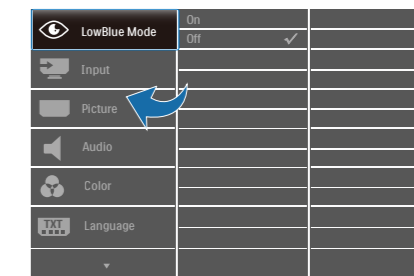 LowBlue Mode
On
Off
Input
Picture
Audio
Color
TXT
Language